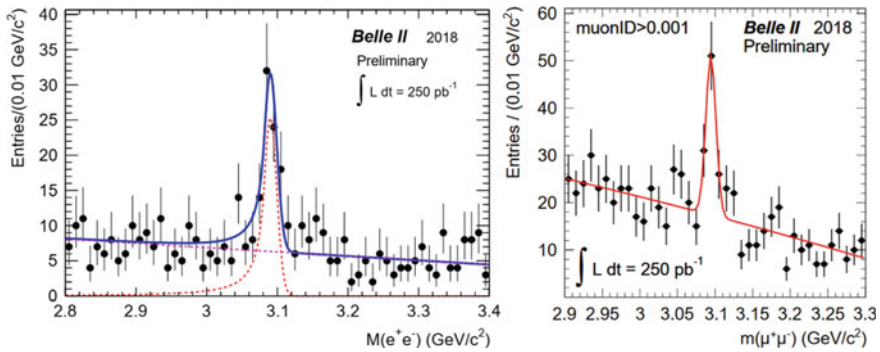 Entries/(0.01 GeV/c²)
40
35
30
25
20
15
10
5
0
Belle II 2018
Preliminary
∫ L dt = 250 pb⁻¹
2.8 2.9 3 3.1 3.2 3.3 3.4
M(e⁺e⁻) (GeV/c²)
Entries / (0.01 GeV/c²)
60
50
40
30
20
10
muonID>0.001
Belle II 2018
Preliminary
∫ L dt = 250 pb⁻¹
2.9 2.95 3 3.05 3.1 3.15 3.2 3.25 3.3
m(μ⁺μ⁻) (GeV/c²)